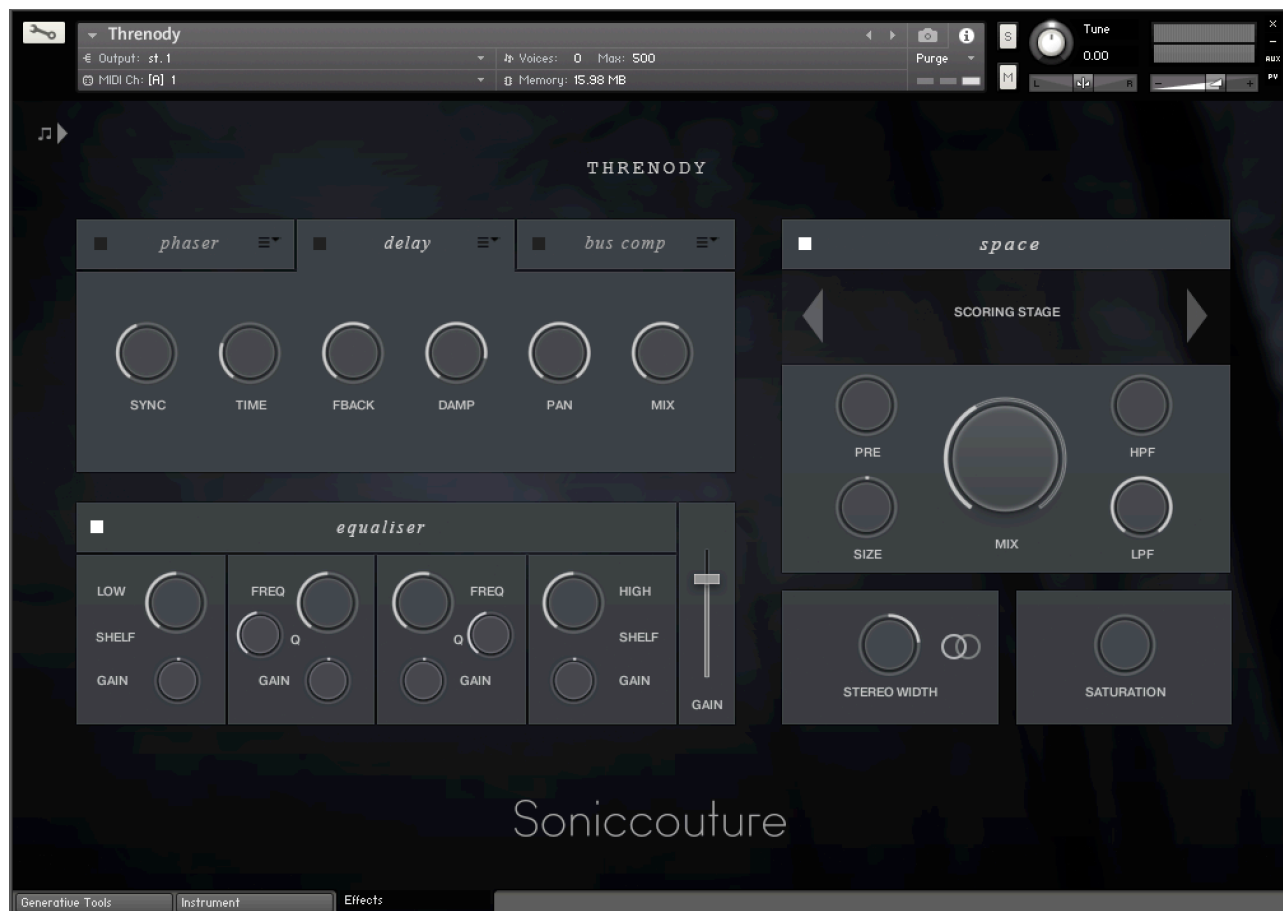 Threnody
Output: st.1
Voices: 0 Max: 500
Purge
MIDI Ch: [A] 1
Memory: 15.98 MB
S
M
Tune
0.00
L
R
-
+
×
-
AUX
PV
THRENODY
phaser
delay
bus comp
SYNC
TIME
FBACK
DAMP
PAN
MIX
space
SCORING STAGE
PRE
HPF
SIZE
MIX
LPF
equaliser
LOW
SHELF
GAIN
FREQ
Q
GAIN
FREQ
Q
GAIN
HIGH
SHELF
GAIN
GAIN
STEREO WIDTH
SATURATION
Soniccouture
Generative Tools
Instrument
Effects